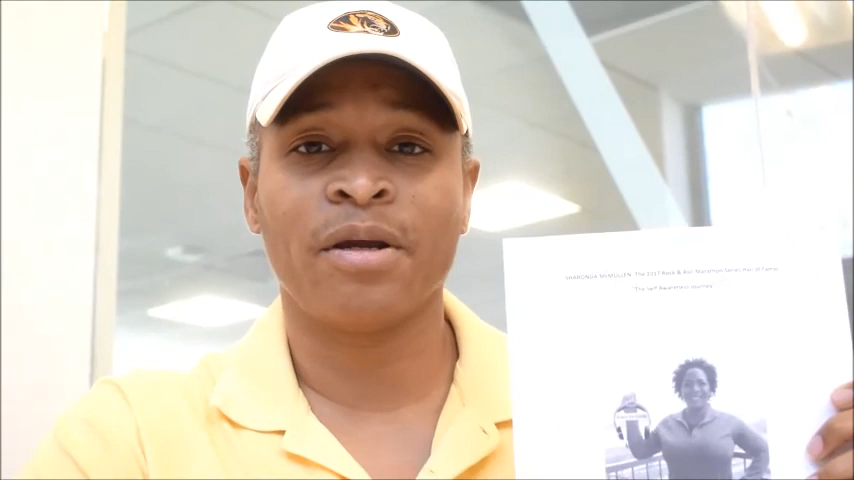 SHARONDA McMULLEN: The 2017 Rock & Roll Marathon Series Hall of Fame
"The Self Awareness Journey"